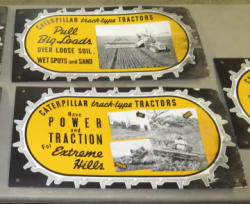 CATERPILLAR track-type TRACTORS
Pull
Big Loads
OVER LOOSE SOIL,
WET SPOTS and SAND
CATERPILLAR track-type TRACTORS
Have
POWER
and
TRACTION
For Extreme
Hills